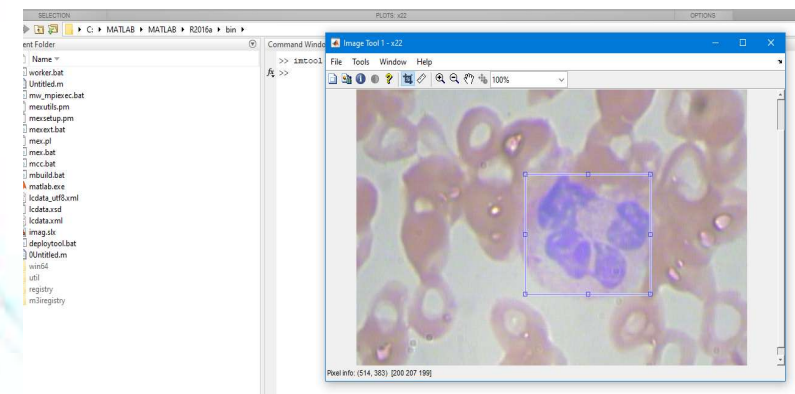 SELECTION
PLOTS: x22
OPTIONS
C: MATLAB MATLAB R2016a bin
ent Folder
Name
worker.bat
Untitled.m
mw_mpiexec.bat
mexutils.pm
mexsetup.pm
mexext.bat
mex.pl
mex.bat
mcc.bat
mbuild.bat
matlab.exe
lcdata_utf8.xml
lcdata.xsd
lcdata.xml
imag.slx
deploytool.bat
0Untitled.m
win64
util
registry
m3iregistry
Command Windo
>> imtool
fx >>
Image Tool 1 - x22
File Tools Window Help
100%
Pixel info: (514, 383) [200 207 199]